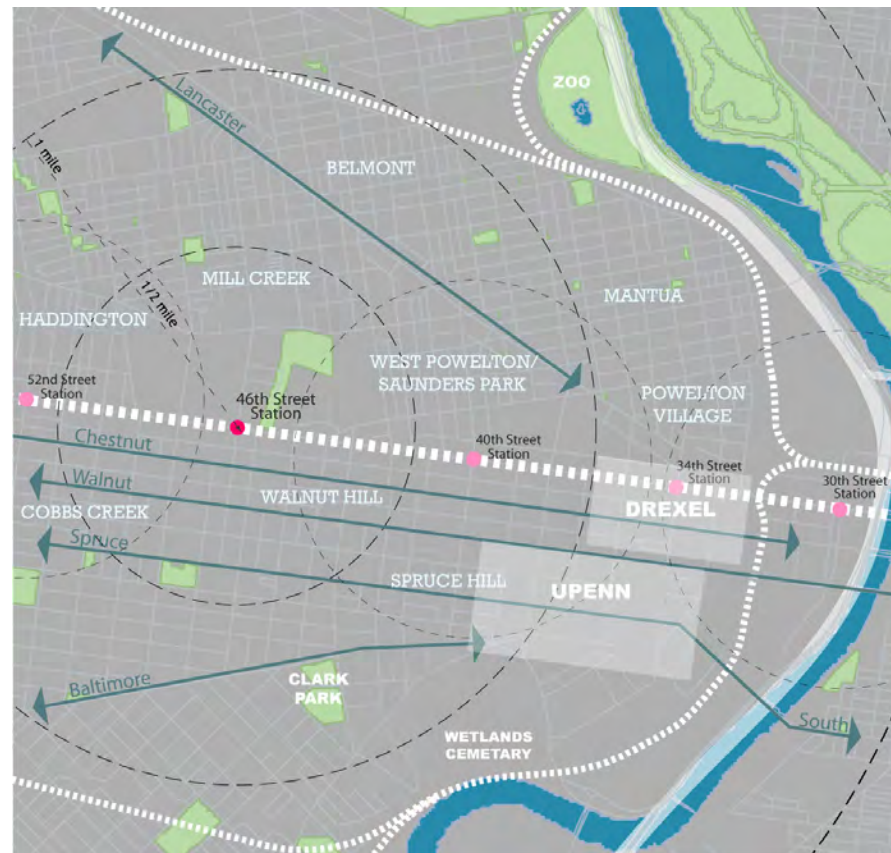 ZOO
Lancaster
1 mile
BELMONT
1/2 mile
MILL CREEK
MANTUA
HADDINGTON
WEST POWELTON/
SAUNDERS PARK
52nd Street
Station
46th Street
Station
POWELTON
VILLAGE
Chestnut
40th Street
Station
34th Street
Station
30th Street
Station
Walnut
WALNUT HILL
DREXEL
COBBS CREEK
Spruce
SPRUCE HILL
UPENN
Baltimore
CLARK
PARK
South
WETLANDS
CEMETARY